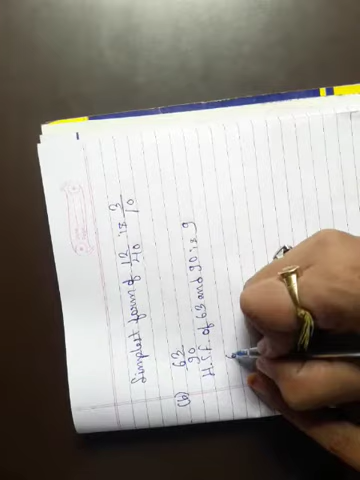 Simplest form of 12/40 is 3/10
(b) 63/90
H.S.F. of 63 and 90 is 9